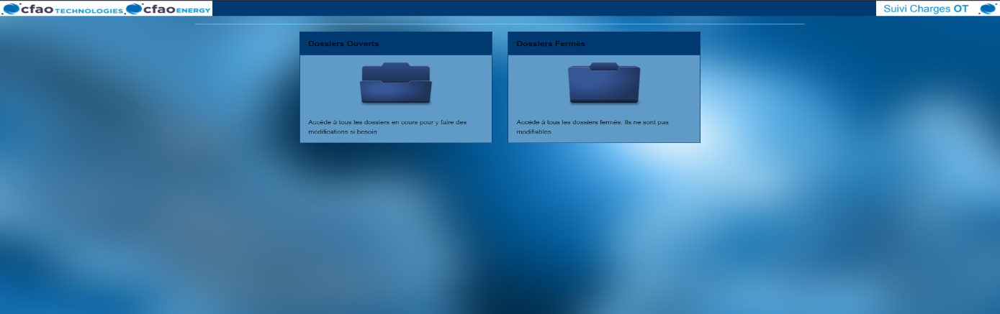 cfao TECHNOLOGIES cfao ENERGY
Suivi Charges OT
Dossiers Ouverts
Accède à tous les dossiers en cours pour y faire des
modifications si besoin
Dossiers Fermés
Accède à tous les dossiers fermés. Ils ne sont pas
modifiables